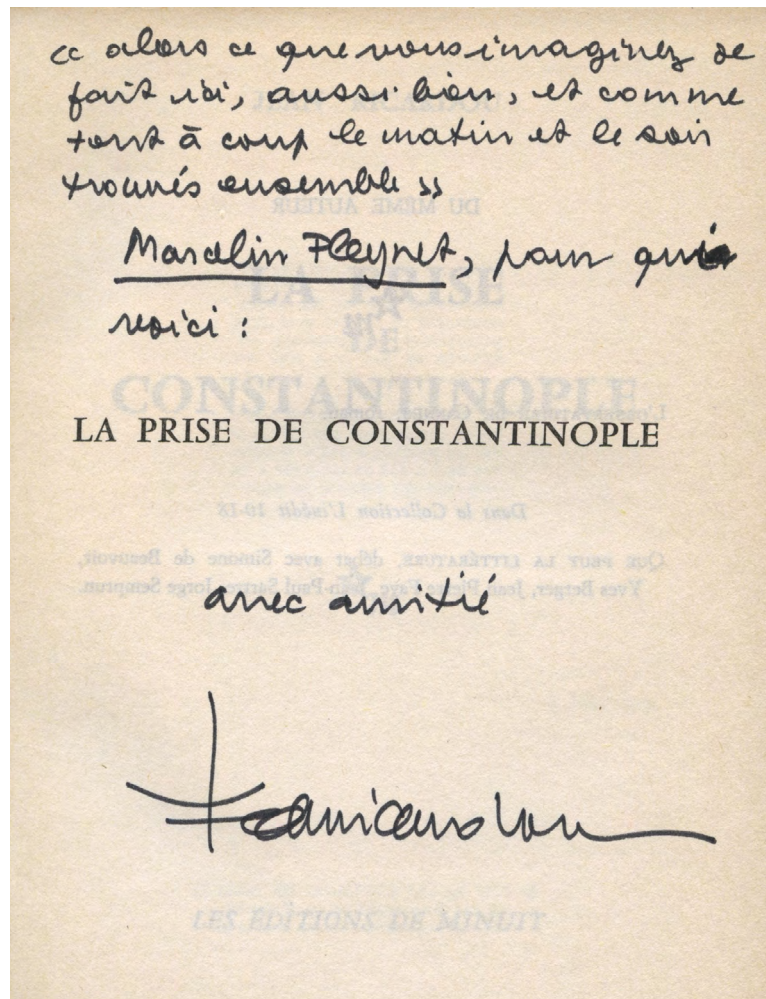 « alors ce que vous imaginez se
fait ici, aussi bien, et comme
tout à coup le matin et le soir
trouvés ensemble »
Marcelin Pleynet, pour qui
voici :
LA PRISE DE CONSTANTINOPLE
avec amitié